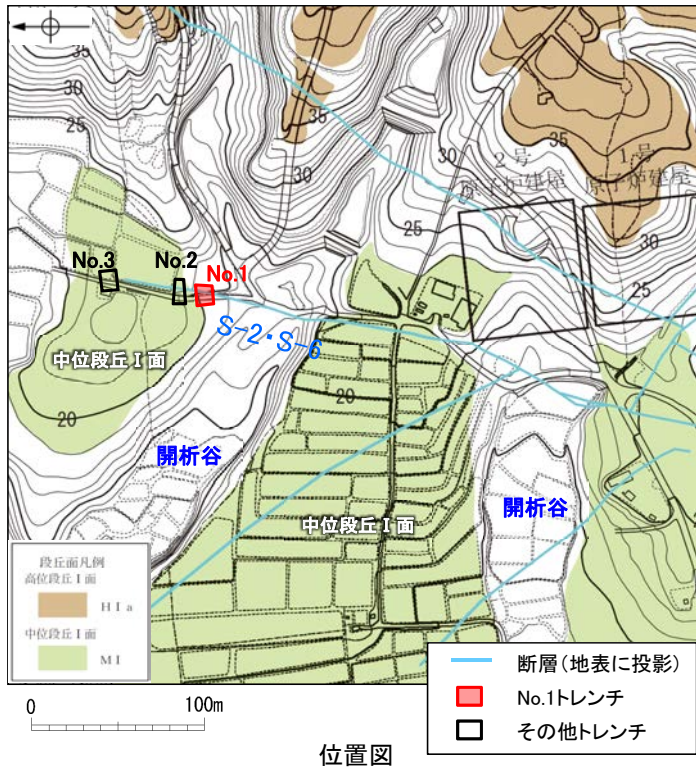 35
35
30
30
25
35
30
35
2号
1号
原子炉建屋
原子炉建屋
25
30
25
No.3
No.2
No.1
S-2・S-6
中位段丘Ⅰ面
20
20
開析谷
開析谷
中位段丘Ⅰ面
段丘面凡例
高位段丘Ⅰ面
HⅠa
中位段丘Ⅰ面
MⅠ
断層(地表に投影)
No.1トレンチ
その他トレンチ
0 100m
位置図